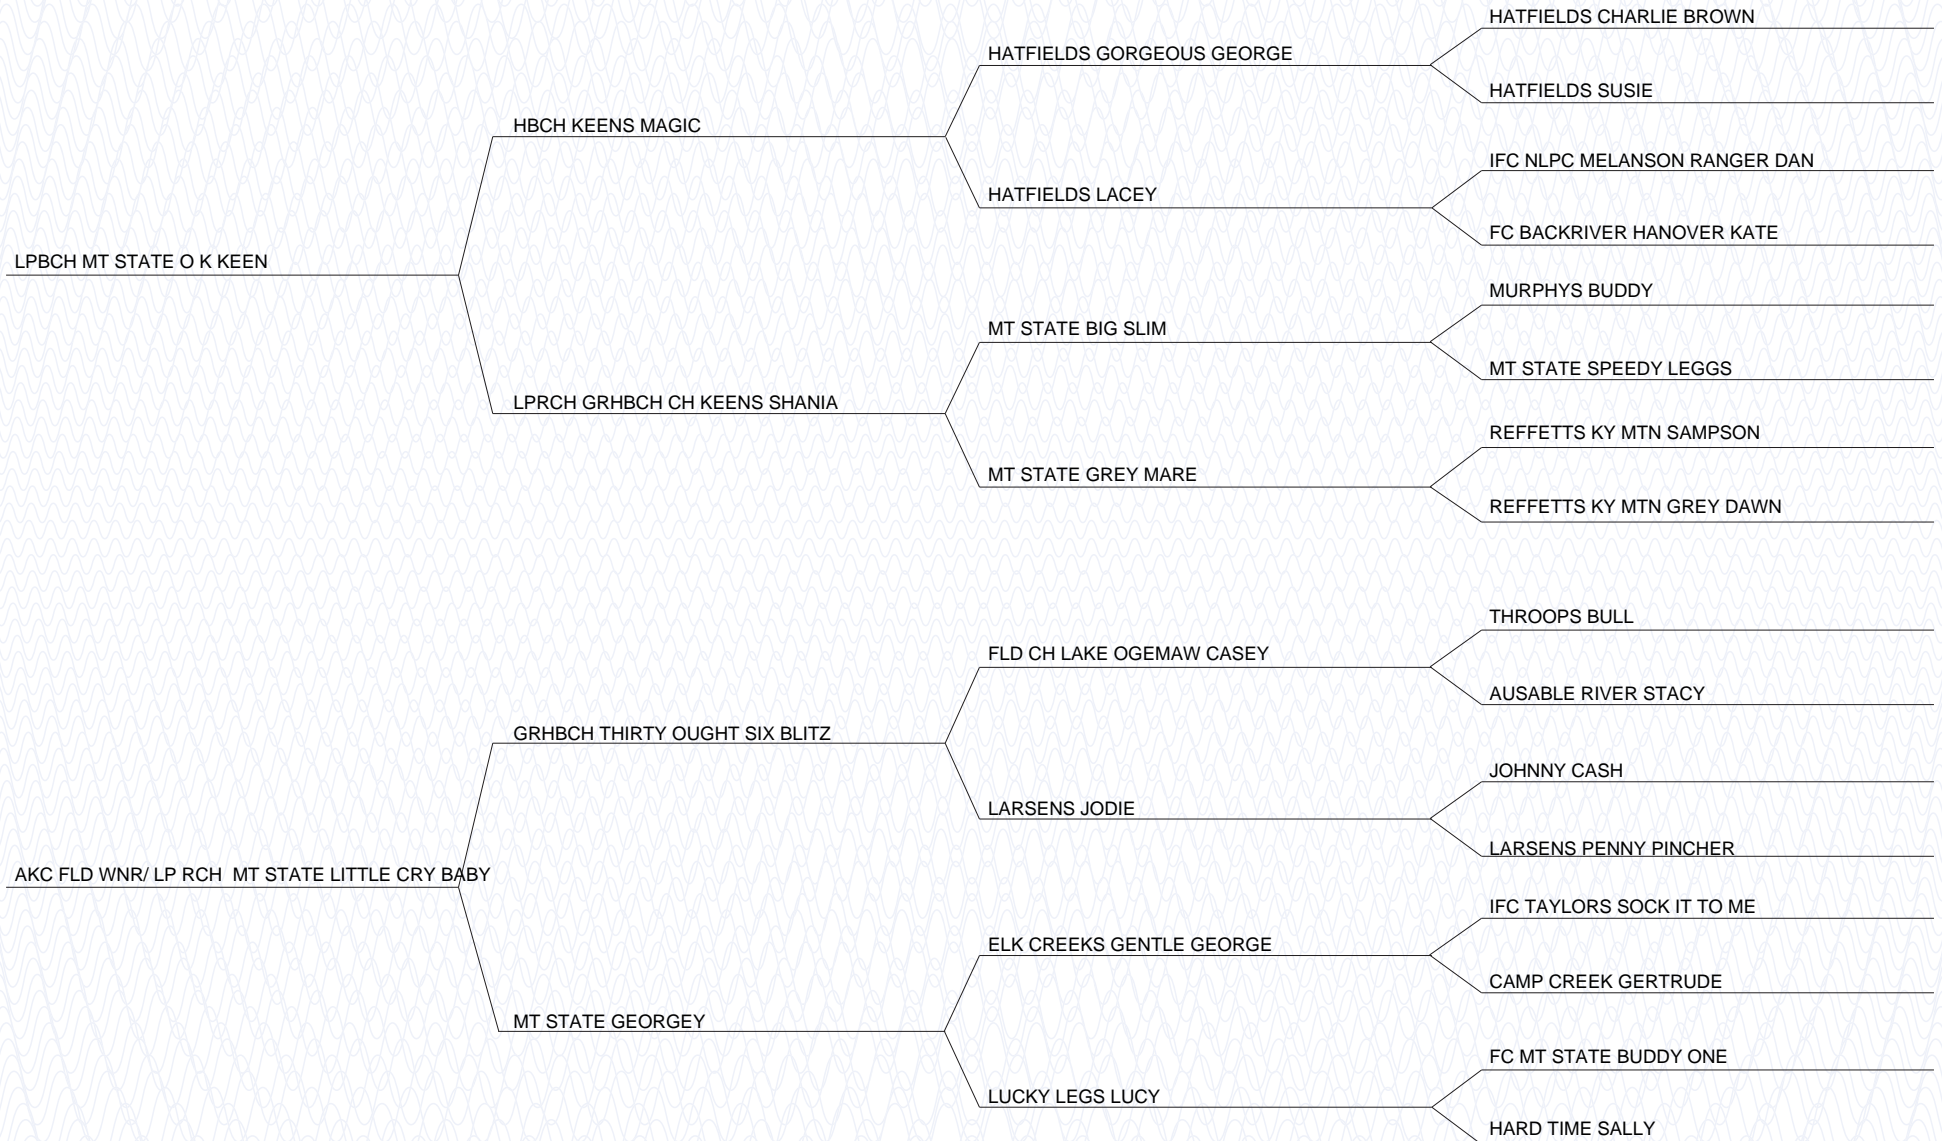 HATFIELDS CHARLIE BROWN
HATFIELDS GORGEOUS GEORGE
HATFIELDS SUSIE
HBCH KEENS MAGIC
IFC NLPC MELANSON RANGER DAN
HATFIELDS LACEY
FC BACKRIVER HANOVER KATE
LPBCH MT STATE O K KEEN
MURPHYS BUDDY
MT STATE BIG SLIM
MT STATE SPEEDY LEGGS
LPRCH GRHBCH CH KEENS SHANIA
REFFETTS KY MTN SAMPSON
MT STATE GREY MARE
REFFETTS KY MTN GREY DAWN
THROOPS BULL
FLD CH LAKE OGEMAW CASEY
AUSABLE RIVER STACY
GRHBCH THIRTY OUGHT SIX BLITZ
JOHNNY CASH
LARSENS JODIE
LARSENS PENNY PINCHER
AKC FLD WNR/ LP RCH  MT STATE LITTLE CRY BABY
IFC TAYLORS SOCK IT TO ME
ELK CREEKS GENTLE GEORGE
CAMP CREEK GERTRUDE
MT STATE GEORGEY
FC MT STATE BUDDY ONE
LUCKY LEGS LUCY
HARD TIME SALLY